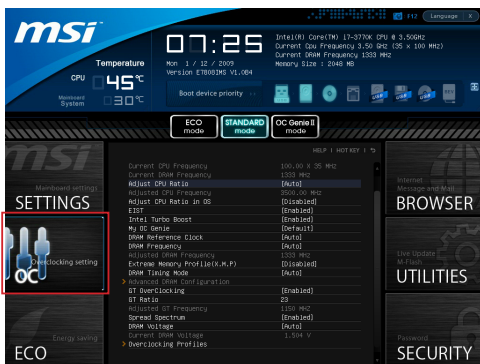 msi
F12
Language
X
Temperature
CPU
45°C
Mainboard
System
30°C
07:25
Mon 1 / 12 / 2009
Version E7808IMS V1.0B4
Intel(R) Core(TM) i7-3770K CPU @ 3.50GHz
Current Cpu Frequency 3.50 GHz (35 x 100 MHz)
Current DRAM Frequency 1333 MHz
Memory Size : 2048 MB
Boot device priority
USB
USB
USB
ECO
mode
STANDARD
mode
OC Genie II
mode
HELP | HOT KEY |
msi
Mainboard settings
SETTINGS
Overclocking setting
OC
Energy saving
ECO
Current CPU Frequency 100.00 X 35 MHz
Current DRAM Frequency 1333 MHz
Adjust CPU Ratio [Auto]
Adjusted CPU Frequency 3500.00 MHz
Adjust CPU Ratio in OS [Disabled]
EIST [Enabled]
Intel Turbo Boost [Enabled]
My OC Genie [Default]
DRAM Reference Clock [Auto]
DRAM Frequency [Auto]
Adjusted DRAM Frequency 1333 MHz
Extreme Memory Profile(X.M.P) [Disabled]
DRAM Timing Mode [Auto]
> Advanced DRAM Configuration
GT OverClocking [Enabled]
GT Ratio 23
Adjusted GT Frequency 1150 MHZ
Spread Spectrum [Enabled]
DRAM Voltage [Auto]
Current DRAM Voltage 1.504 V
> Overclocking Profiles
Internet
Message and Mail
BROWSER
Live Update
M-Flash
UTILITIES
Password
SECURITY